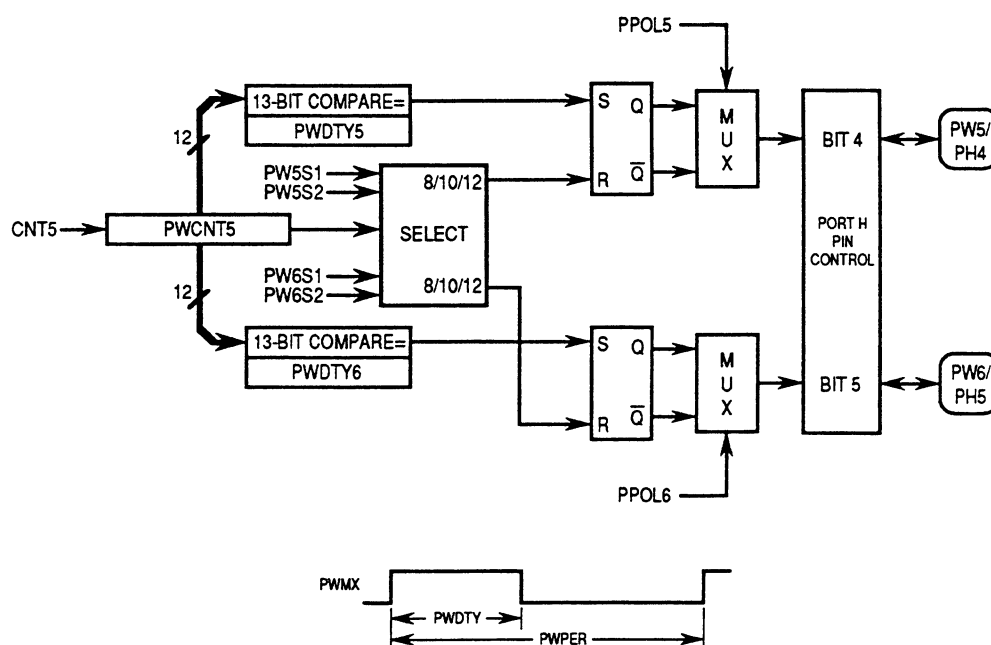 PPOL5
13-BIT COMPARE=
PWDTY5
12
S Q
R Q̅
M
U
X
BIT 4
PW5/
PH4
PW5S1
PW5S2
8/10/12
CNT5
PWCNT5
SELECT
PORT H
PIN
CONTROL
PW6S1
PW6S2
8/10/12
12
13-BIT COMPARE=
PWDTY6
S Q
R Q̅
M
U
X
BIT 5
PW6/
PH5
PPOL6
PWMX
PWDTY
PWPER